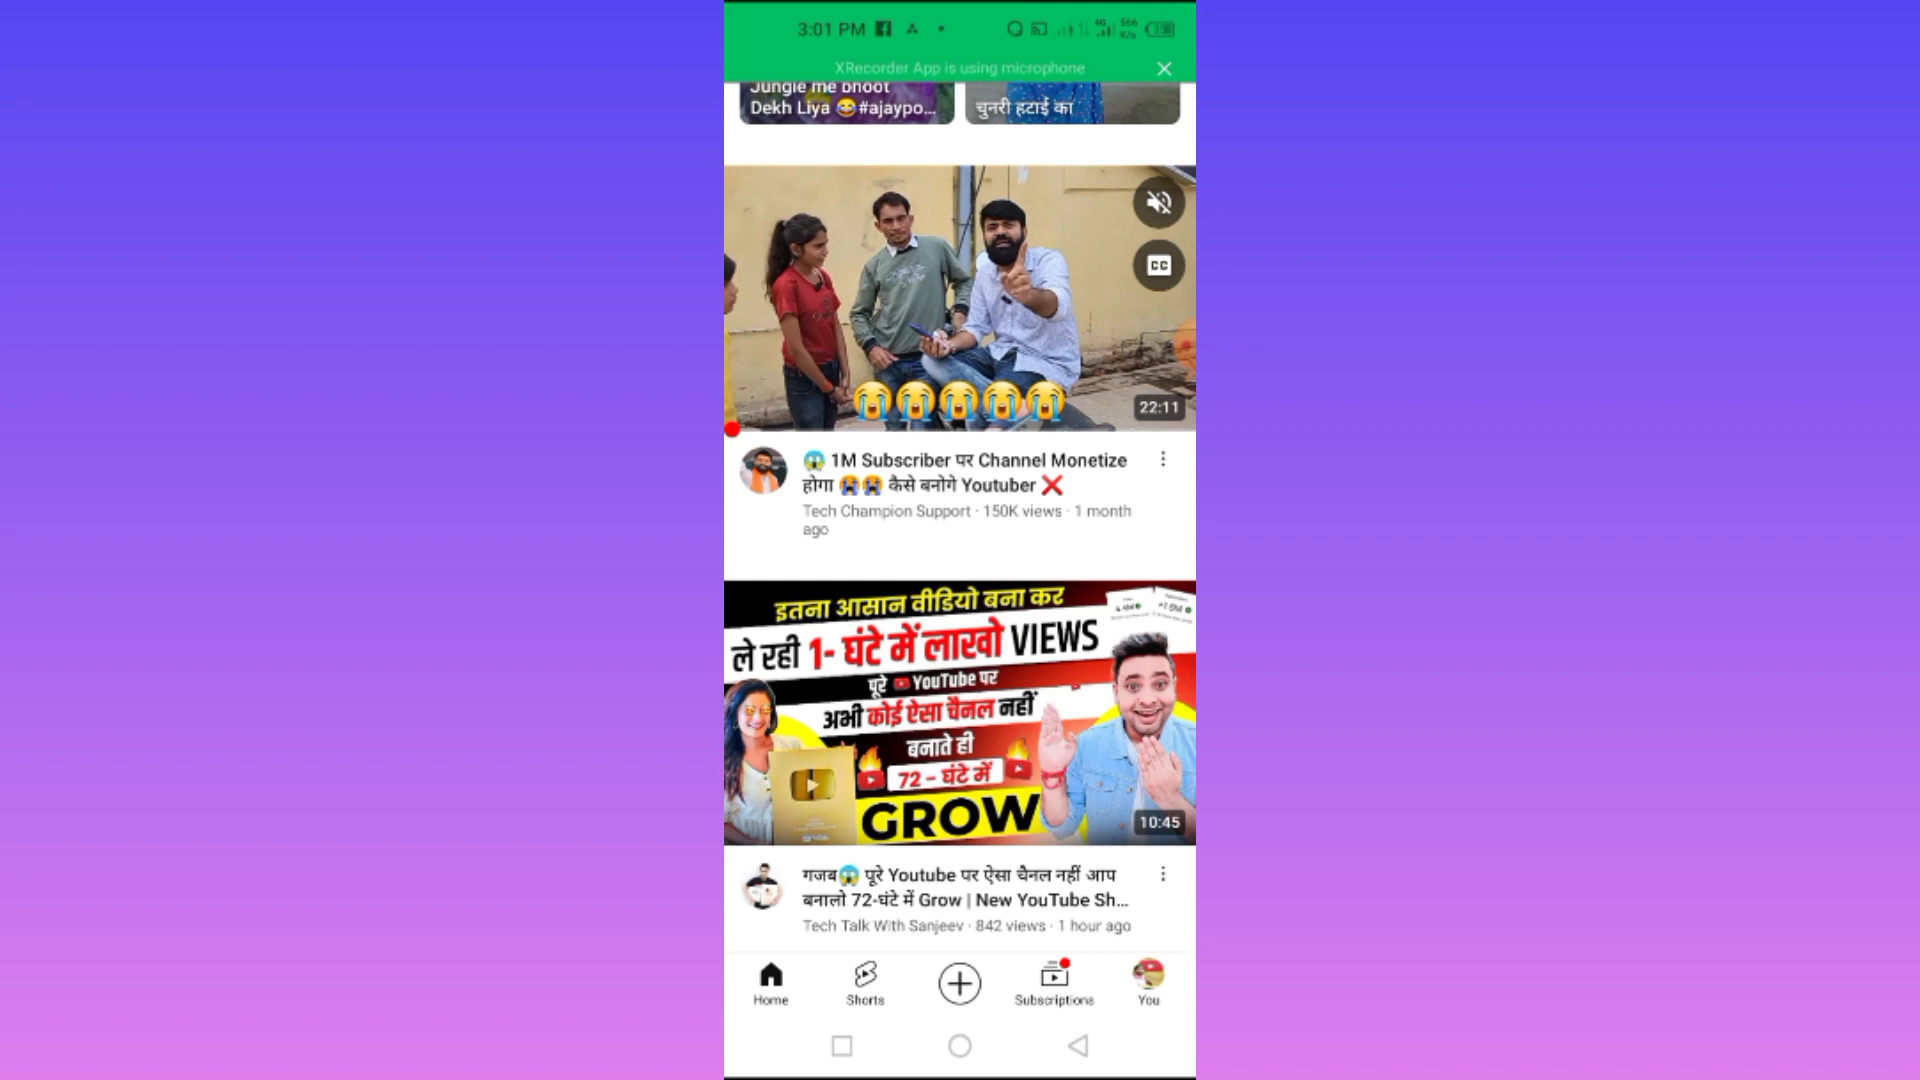 3:01 PM
4G 566 K/s
XRecorder App is using microphone
Jungle me bhoot
Dekh Liya 😂#ajaypo...
चुनरी हटाई का
CC
😭😭😭😭😭
22:11
😱 1M Subscriber पर Channel Monetize
होगा 😭😭 कैसे बनोगे Youtuber ❌
Tech Champion Support · 150K views · 1 month
ago
इतना आसान वीडियो बना कर
ले रही 1- घंटे में लाखो VIEWS
पूरे YouTube पर
अभी कोई ऐसा चैनल नहीं
बनाते ही
72 - घंटे में
GROW
10:45
गजब😱 पूरे Youtube पर ऐसा चैनल नहीं आप
बनालो 72-घंटे में Grow | New YouTube Sh...
Tech Talk With Sanjeev · 842 views · 1 hour ago
Home
Shorts
Subscriptions
You